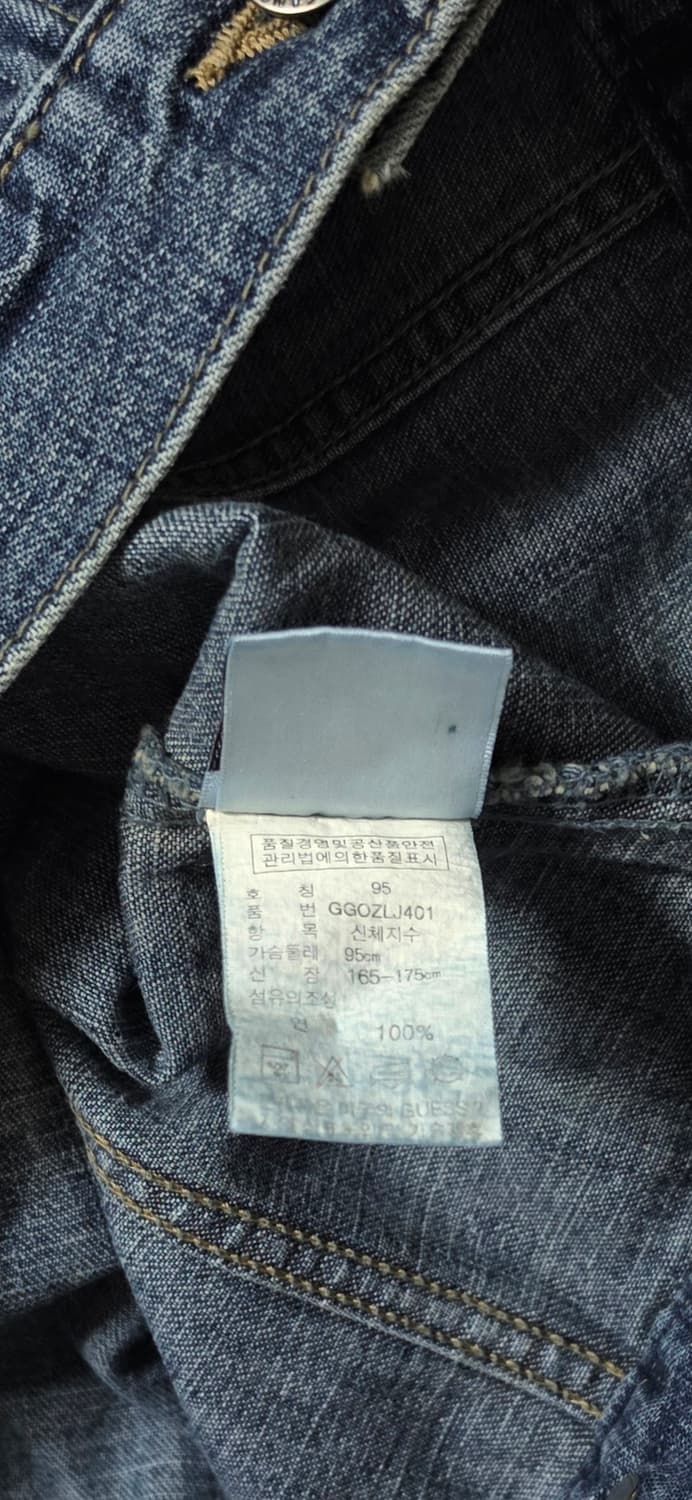 품질경영및공산품안전
관리법에의한품질표시
호 칭 95
품 번 GGOZLJ401
항 목 신체지수
가슴둘레 95cm
신 장 165-175cm
섬유의조성
면 100%
GUESS?